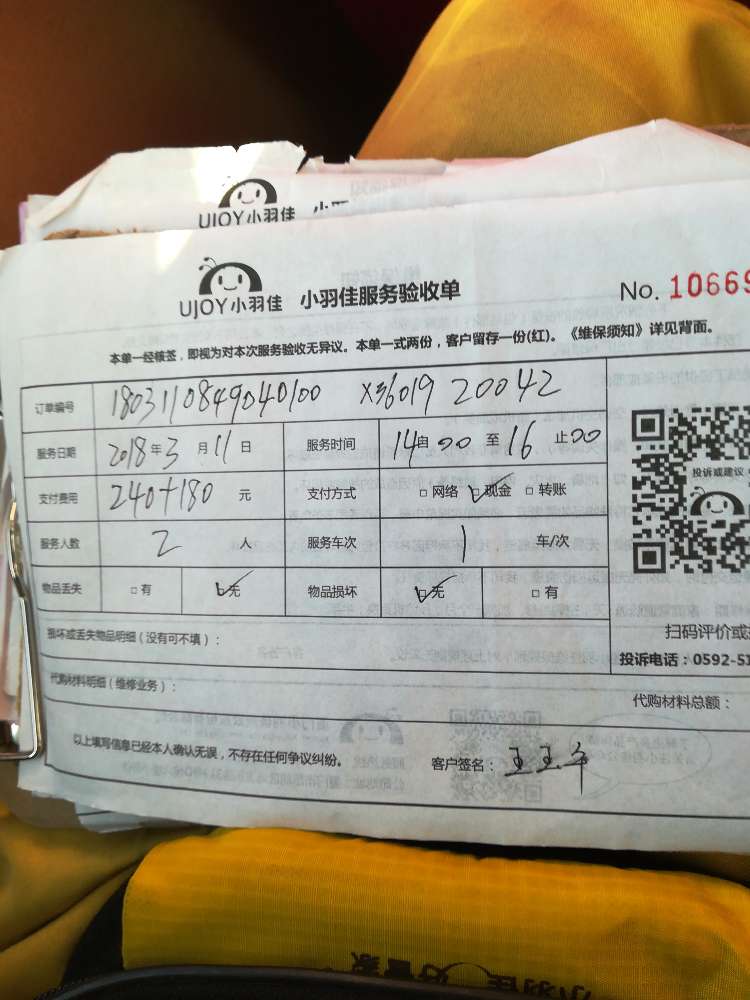 UJOY小羽佳
UJOY小羽佳 小羽佳服务验收单
No. 10669
本单一经核签，即视为对本次服务验收无异议。本单一式两份，客户留存一份(红)。《维保须知》详见背面。
订单编号 1803110849040100 X36019 20042
服务日期 2018年3月11日 服务时间 14自00至16止00
支付费用 240+180 元 支付方式 □网络 ☑现金 □转账
投诉或建议
服务人数 2 人 服务车次 1 车/次
物品丢失 □有 ☑无 物品损坏 ☑无 □有
损坏或丢失物品明细（没有可不填）：
扫码评价或
投诉电话：0592-51
代购材料明细（维修业务）：
代购材料总额：
以上填写信息已经本人确认无误，不存在任何争议纠纷。
客户签名：
小羽佳 好管家